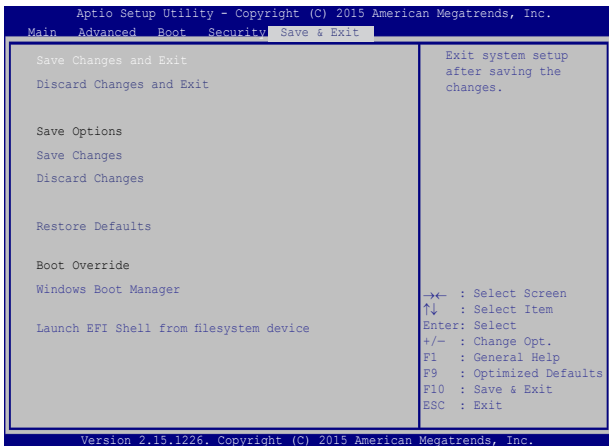 Aptio Setup Utility - Copyright (C) 2015 American Megatrends, Inc.
Main Advanced Boot Security Save & Exit
Save Changes and Exit
Discard Changes and Exit
Save Options
Save Changes
Discard Changes
Restore Defaults
Boot Override
Windows Boot Manager
Launch EFI Shell from filesystem device
Exit system setup
after saving the
changes.
→← : Select Screen
↑↓ : Select Item
Enter: Select
+/— : Change Opt.
F1 : General Help
F9 : Optimized Defaults
F10 : Save & Exit
ESC : Exit
Version 2.15.1226. Copyright (C) 2015 American Megatrends, Inc.